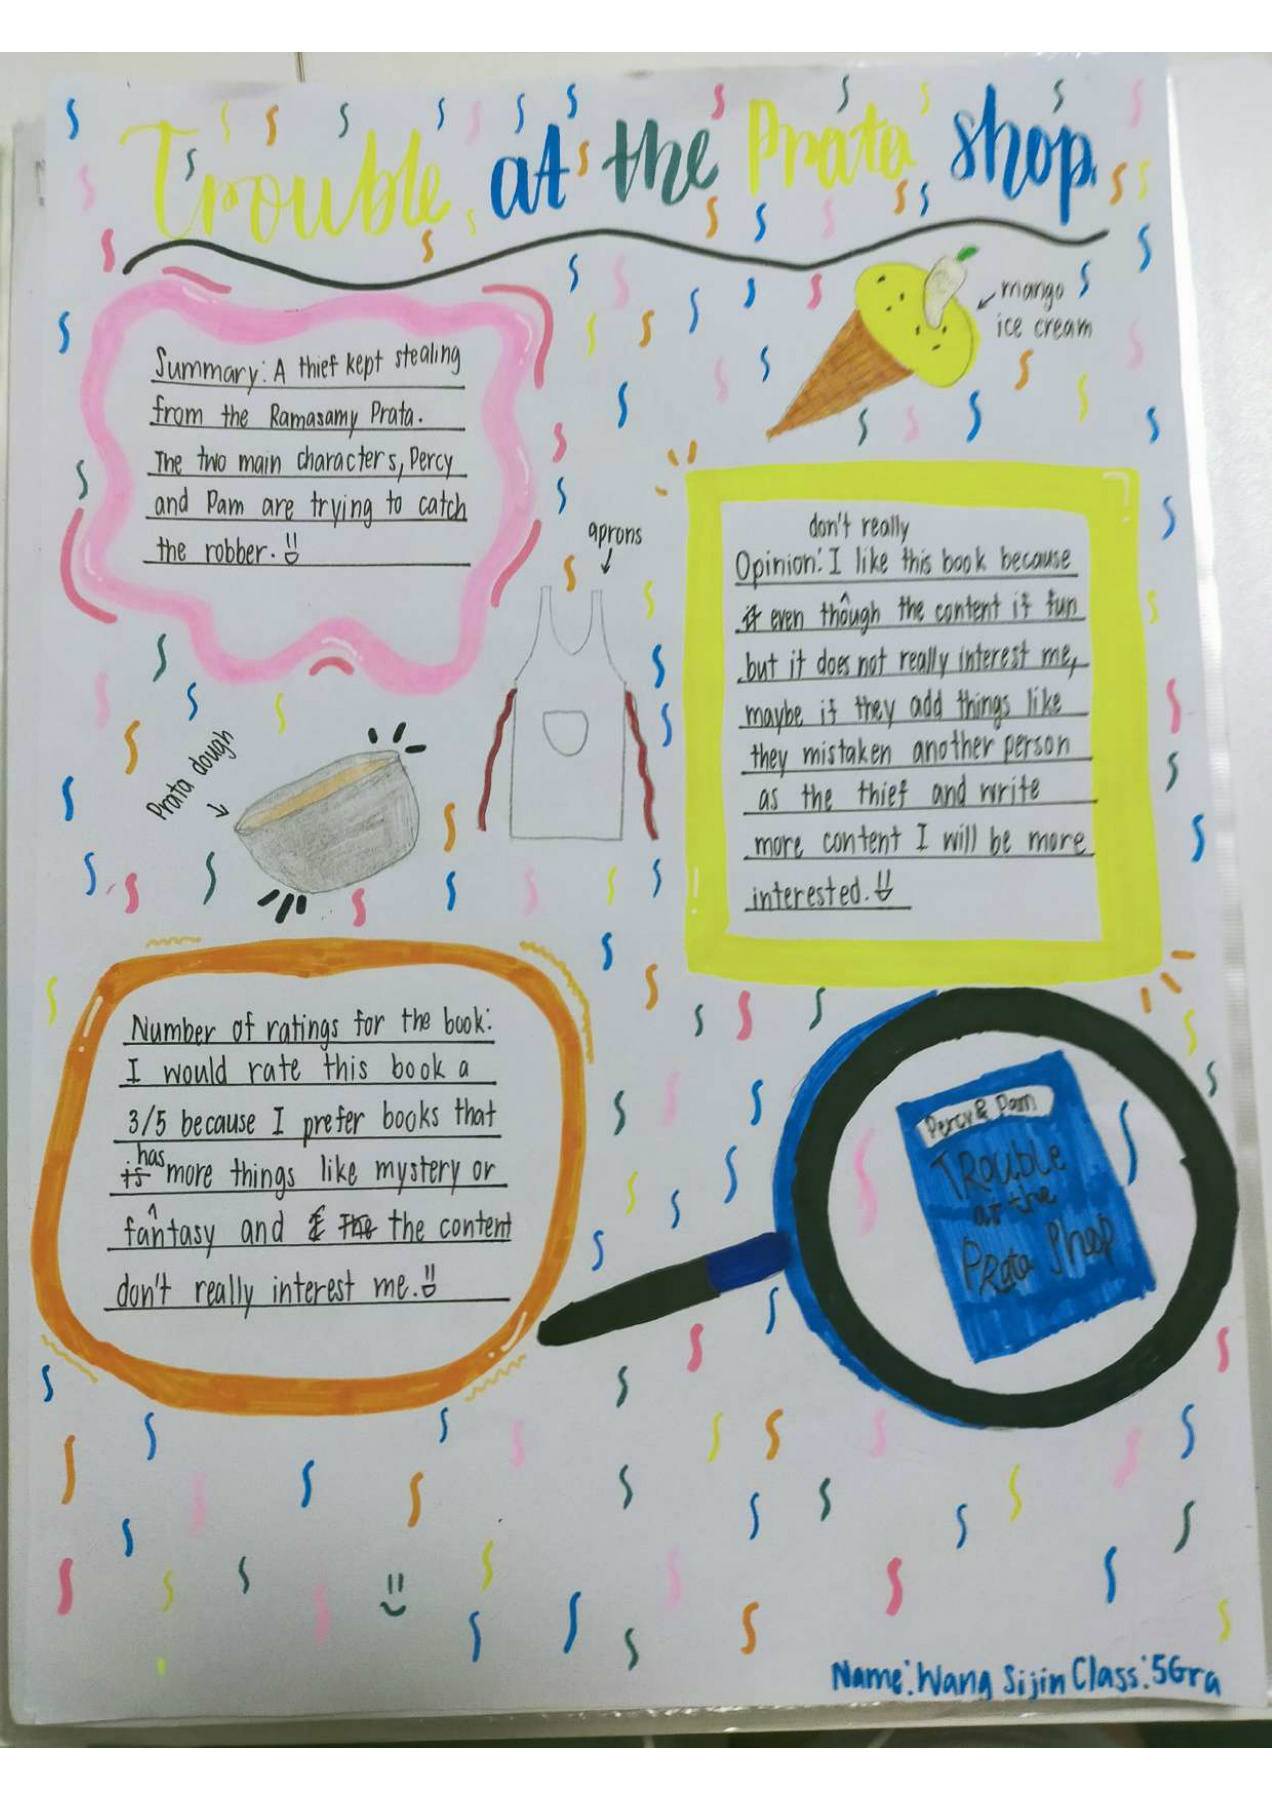 Trouble at the Prata shop
Summary: A thief kept stealing
from the Ramasamy Prata.
The two main characters, Percy
and Pam are trying to catch
the robber.
mango
ice cream
aprons
don't really
Opinion: I like this book because
it even though the content if fun
but it does not really interest me,
maybe if they add things like
they mistaken another person
as the thief and write
more content I will be more
interested.
Prata dough
Number of ratings for the book:
I would rate this book a
3/5 because I prefer books that
has
is more things like mystery or
fantasy and I The the content
don't really interest me.
Percy & Pam
TRouBLe
at the
PRata Shop
Name: Wang Sijin Class: 5Gra